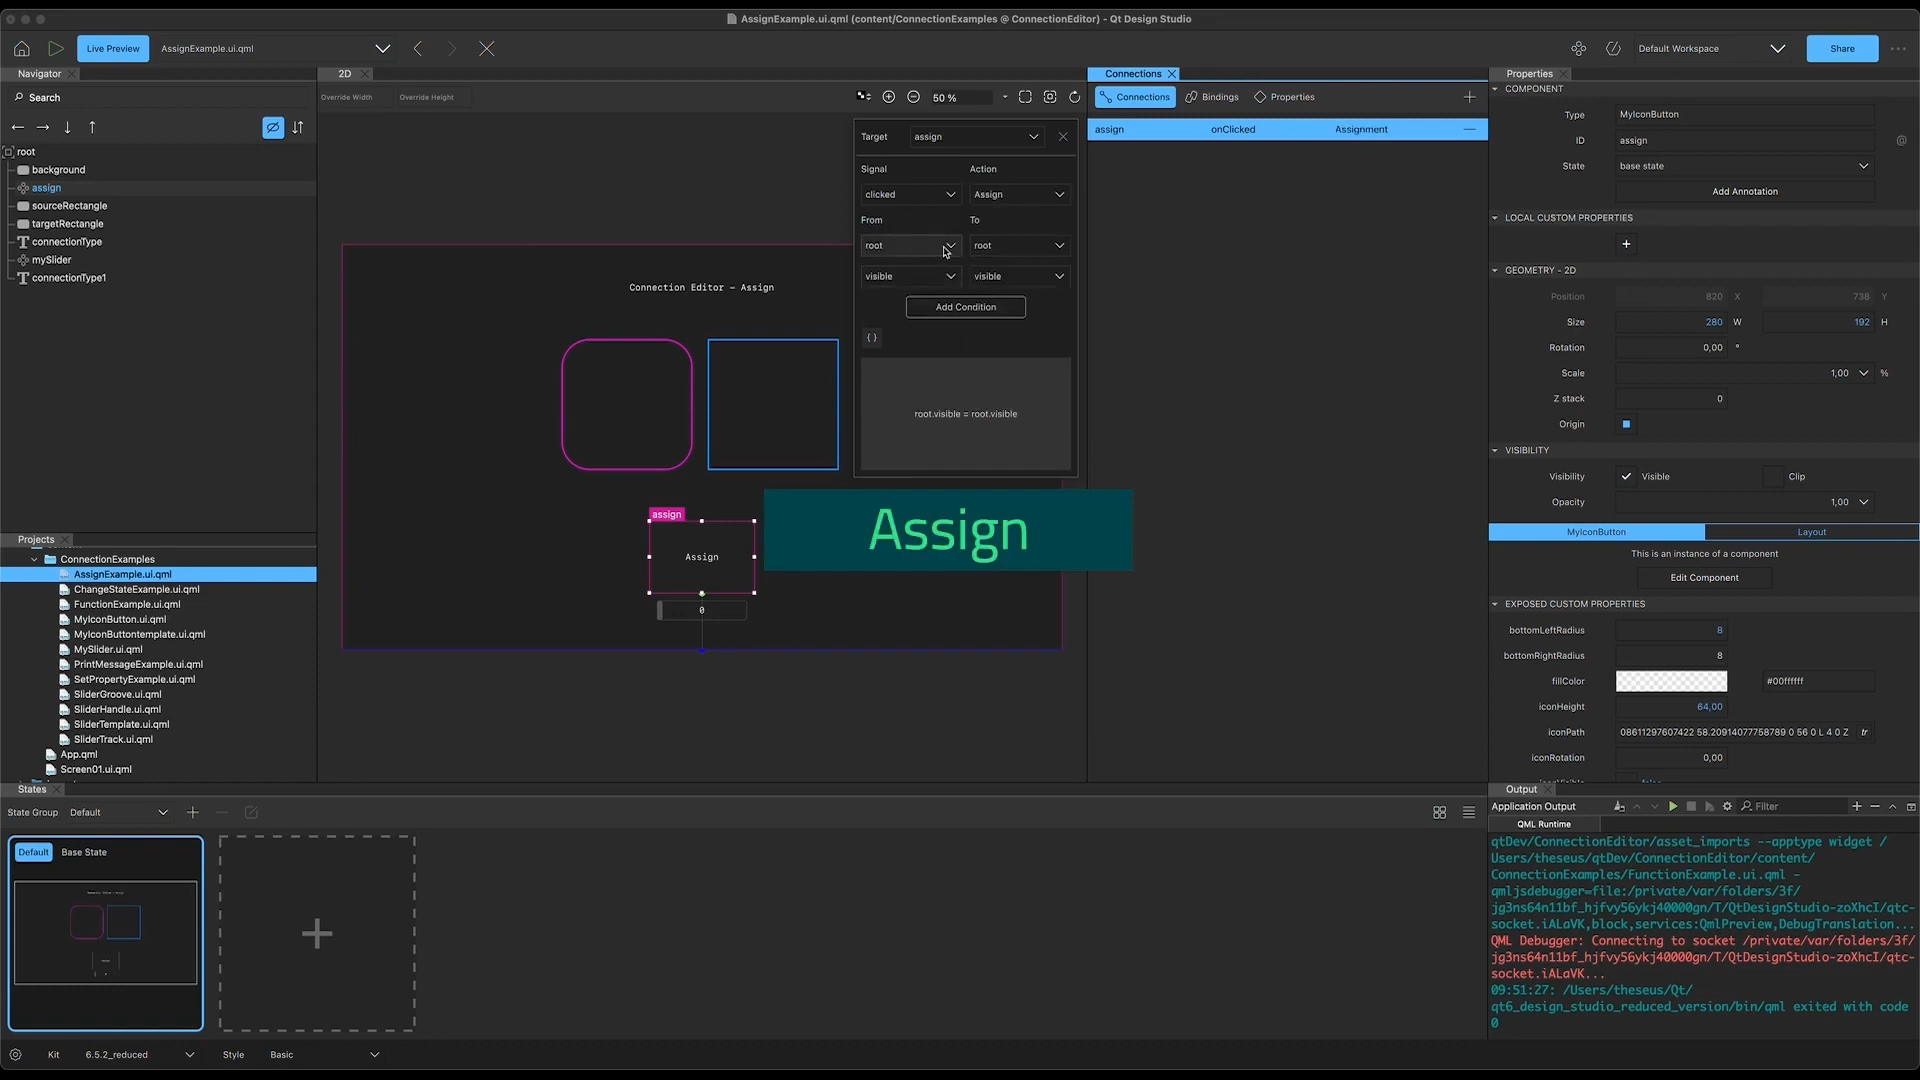 AssignExample.ui.qml (content/ConnectionExamples @ ConnectionEditor) - Qt Design Studio
Live Preview
AssignExample.ui.qml
Default Workspace
Share
Navigator
Search
root
background
assign
sourceRectangle
targetRectangle
connectionType
mySlider
connectionType1
Projects
ConnectionExamples
AssignExample.ui.qml
ChangeStateExample.ui.qml
FunctionExample.ui.qml
MyIconButton.ui.qml
MyIconButtontemplate.ui.qml
MySlider.ui.qml
PrintMessageExample.ui.qml
SetPropertyExample.ui.qml
SliderGroove.ui.qml
SliderHandle.ui.qml
SliderTemplate.ui.qml
SliderTrack.ui.qml
App.qml
Screen01.ui.qml
2D
Override Width
Override Height
50 %
Connection Editor - Assign
assign
Assign
0
Target
assign
Signal
Action
clicked
Assign
From
To
root
root
visible
visible
Add Condition
{ }
root.visible = root.visible
Assign
Connections
Connections
Bindings
Properties
assign
onClicked
Assignment
Properties
COMPONENT
Type
MyIconButton
ID
assign
@
State
base state
Add Annotation
LOCAL CUSTOM PROPERTIES
GEOMETRY - 2D
Position
820
X
738
Y
Size
280
W
192
H
Rotation
0,00
°
Scale
1,00
%
Z stack
0
Origin
VISIBILITY
Visibility
Visible
Clip
Opacity
1,00
MyIconButton
Layout
This is an instance of a component
Edit Component
EXPOSED CUSTOM PROPERTIES
bottomLeftRadius
8
bottomRightRadius
8
fillColor
#00ffffff
iconHeight
64,00
iconPath
08611297607422 58.20914077758789 0 56 0 L 4 0 Z
tr
iconRotation
0,00
States
State Group
Default
Default
Base State
Output
Application Output
Filter
QML Runtime
qtDev/ConnectionEditor/asset_imports --apptype widget /
Users/theseus/qtDev/ConnectionEditor/content/
ConnectionExamples/FunctionExample.ui.qml -
qmljsdebugger=file:/private/var/folders/3f/
jg3ns64n11bf_hjfvy56ykj40000gn/T/QtDesignStudio-zoXhcI/qtc-
socket.iALaVK,block,services:QmlPreview,DebugTranslation...
QML Debugger: Connecting to socket /private/var/folders/3f/
jg3ns64n11bf_hjfvy56ykj40000gn/T/QtDesignStudio-zoXhcI/qtc-
socket.iALaVK...
09:51:27: /Users/theseus/Qt/
qt6_design_studio_reduced_version/bin/qml exited with code
0
Kit
6.5.2_reduced
Style
Basic